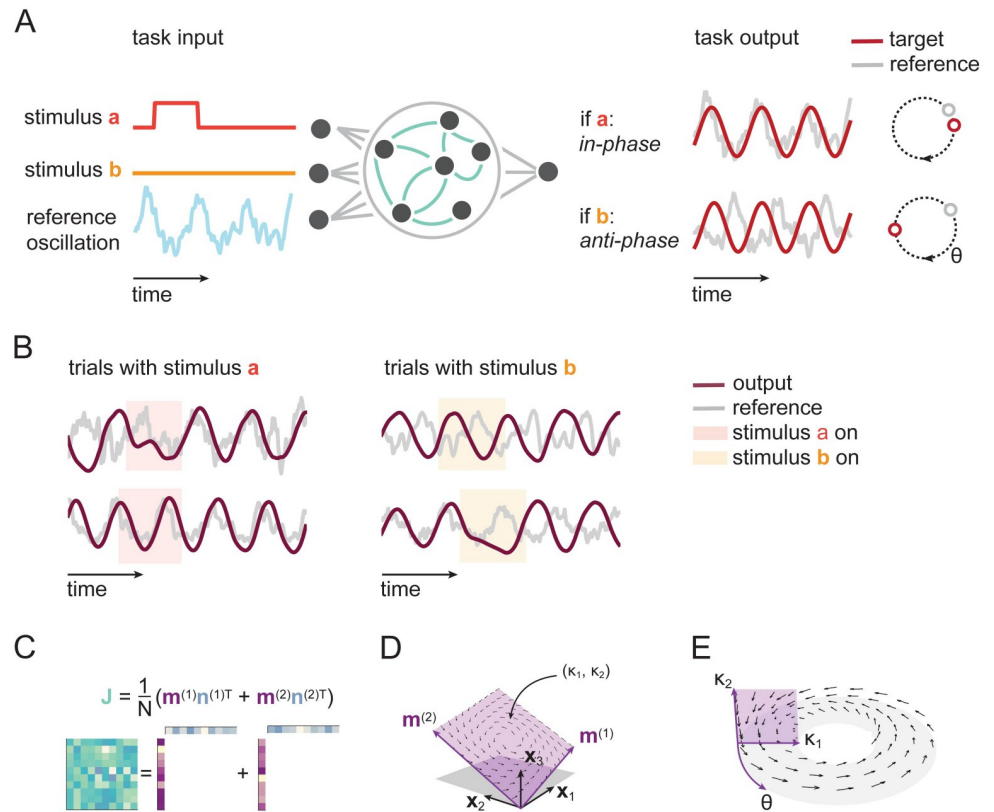 A
task input
task output
target
reference
stimulus a
stimulus b
reference
oscillation
time
if a:
in-phase
if b:
anti-phase
θ
time
B
trials with stimulus a
trials with stimulus b
output
reference
stimulus a on
stimulus b on
time
time
C
J = 1/N (m⁽¹⁾n⁽¹⁾ᵀ + m⁽²⁾n⁽²⁾ᵀ)
= +
D
(κ₁, κ₂)
m⁽²⁾
m⁽¹⁾
x₃
x₂
x₁
E
κ₂
κ₁
θ